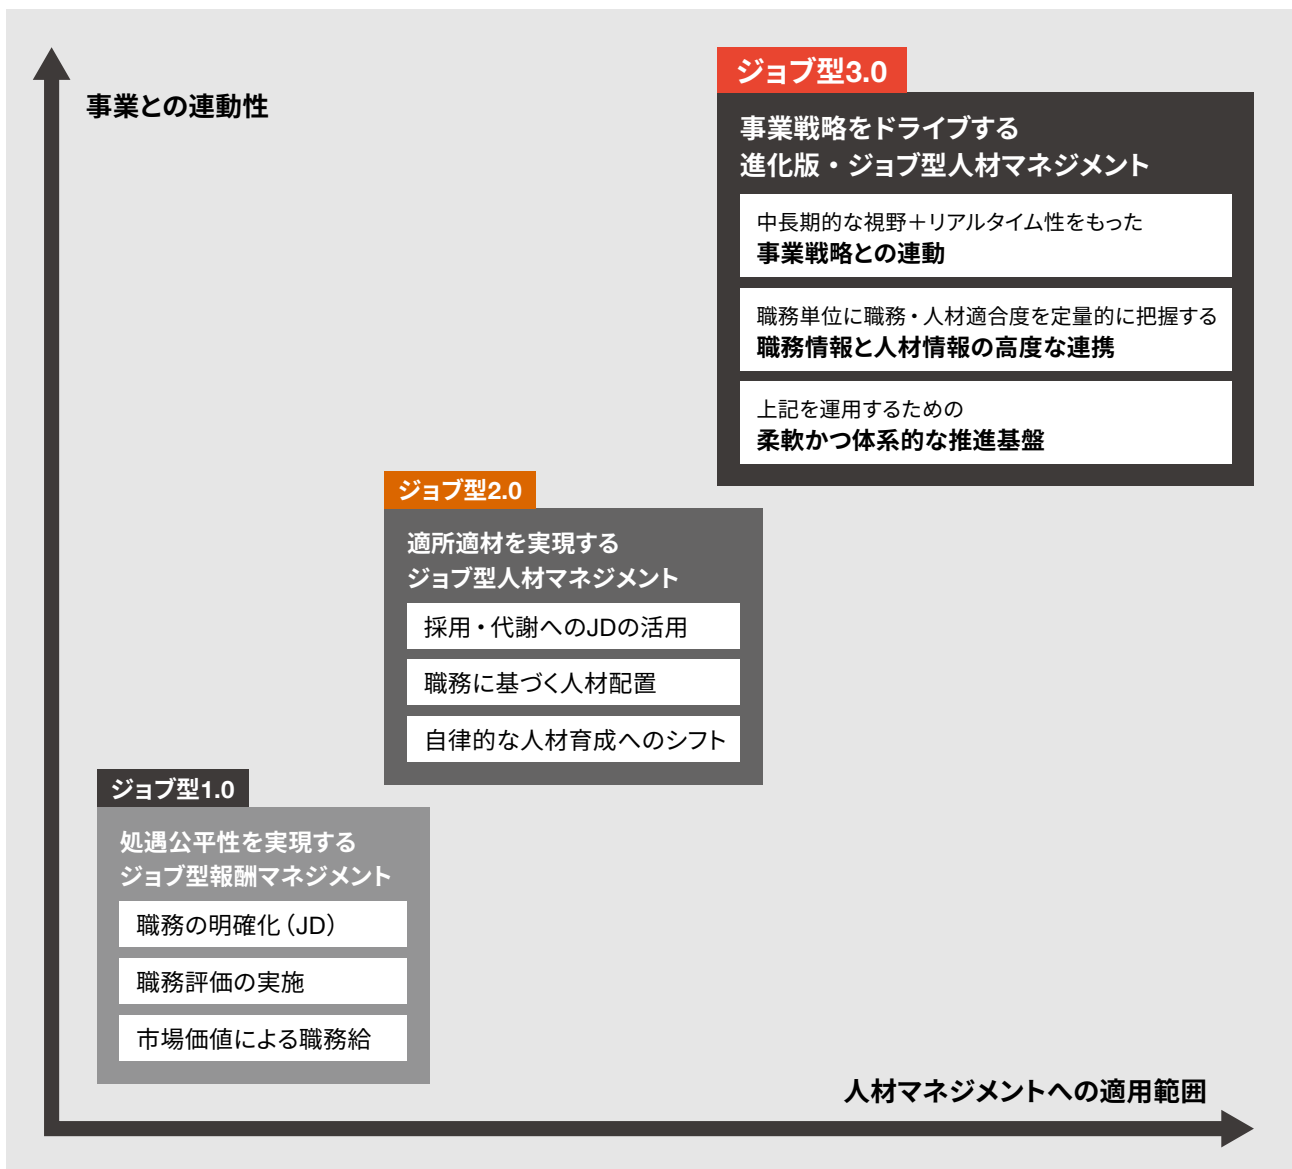 事業との連動性
ジョブ型3.0
事業戦略をドライブする
進化版・ジョブ型人材マネジメント
中長期的な視野＋リアルタイム性をもった
事業戦略との連動
職務単位に職務・人材適合度を定量的に把握する
職務情報と人材情報の高度な連携
上記を運用するための
柔軟かつ体系的な推進基盤
ジョブ型2.0
適所適材を実現する
ジョブ型人材マネジメント
採用・代謝へのJDの活用
職務に基づく人材配置
自律的な人材育成へのシフト
ジョブ型1.0
処遇公平性を実現する
ジョブ型報酬マネジメント
職務の明確化（JD）
職務評価の実施
市場価値による職務給
人材マネジメントへの適用範囲